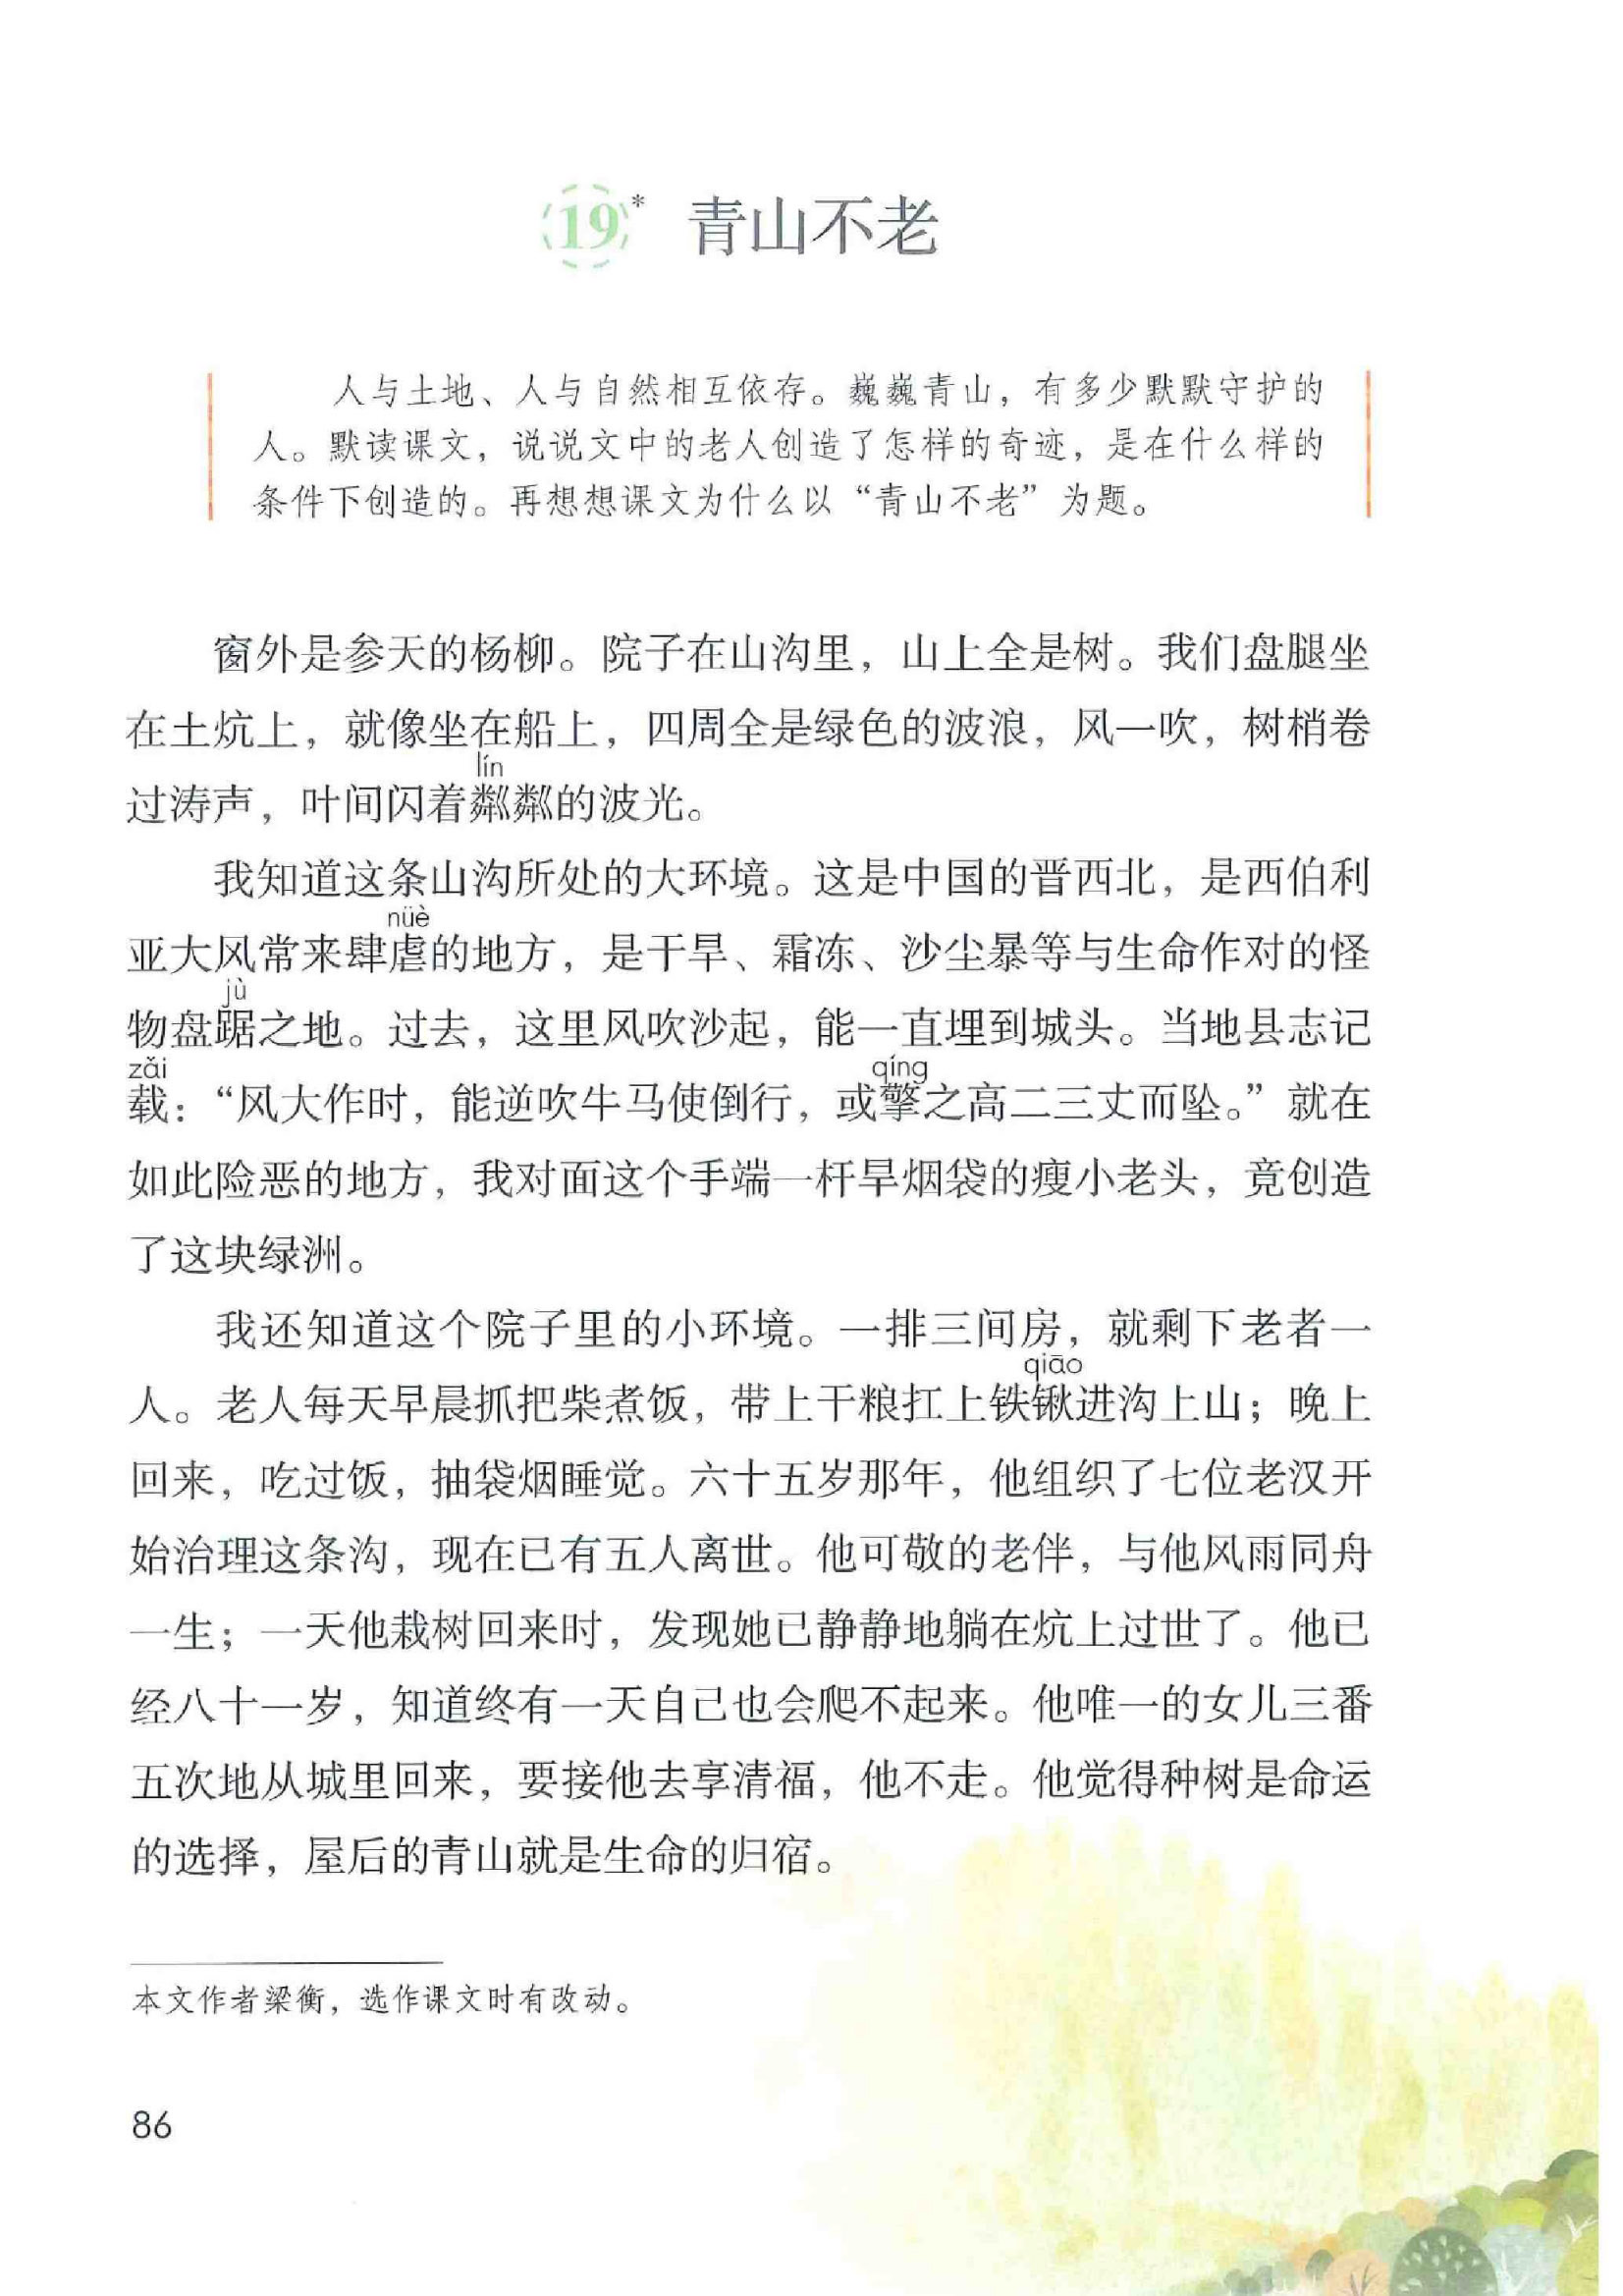 19* 青山不老
人与土地、人与自然相互依存。巍巍青山，有多少默默守护的
人。默读课文，说说文中的老人创造了怎样的奇迹，是在什么样的
条件下创造的。再想想课文为什么以“青山不老”为题。
窗外是参天的杨柳。院子在山沟里，山上全是树。我们盘腿坐
在土炕上，就像坐在船上，四周全是绿色的波浪，风一吹，树梢卷
lín
过涛声，叶间闪着粼粼的波光。
我知道这条山沟所处的大环境。这是中国的晋西北，是西伯利
nüè
亚大风常来肆虐的地方，是干旱、霜冻、沙尘暴等与生命作对的怪
jù
物盘踞之地。过去，这里风吹沙起，能一直埋到城头。当地县志记
zǎi qíng
载：“风大作时，能逆吹牛马使倒行，或擎之高二三丈而坠。”就在
如此险恶的地方，我对面这个手端一杆旱烟袋的瘦小老头，竟创造
了这块绿洲。
我还知道这个院子里的小环境。一排三间房，就剩下老者一
qiāo
人。老人每天早晨抓把柴煮饭，带上干粮扛上铁锹进沟上山；晚上
回来，吃过饭，抽袋烟睡觉。六十五岁那年，他组织了七位老汉开
始治理这条沟，现在已有五人离世。他可敬的老伴，与他风雨同舟
一生；一天他栽树回来时，发现她已静静地躺在炕上过世了。他已
经八十一岁，知道终有一天自己也会爬不起来。他唯一的女儿三番
五次地从城里回来，要接他去享清福，他不走。他觉得种树是命运
的选择，屋后的青山就是生命的归宿。
本文作者梁衡，选作课文时有改动。
86